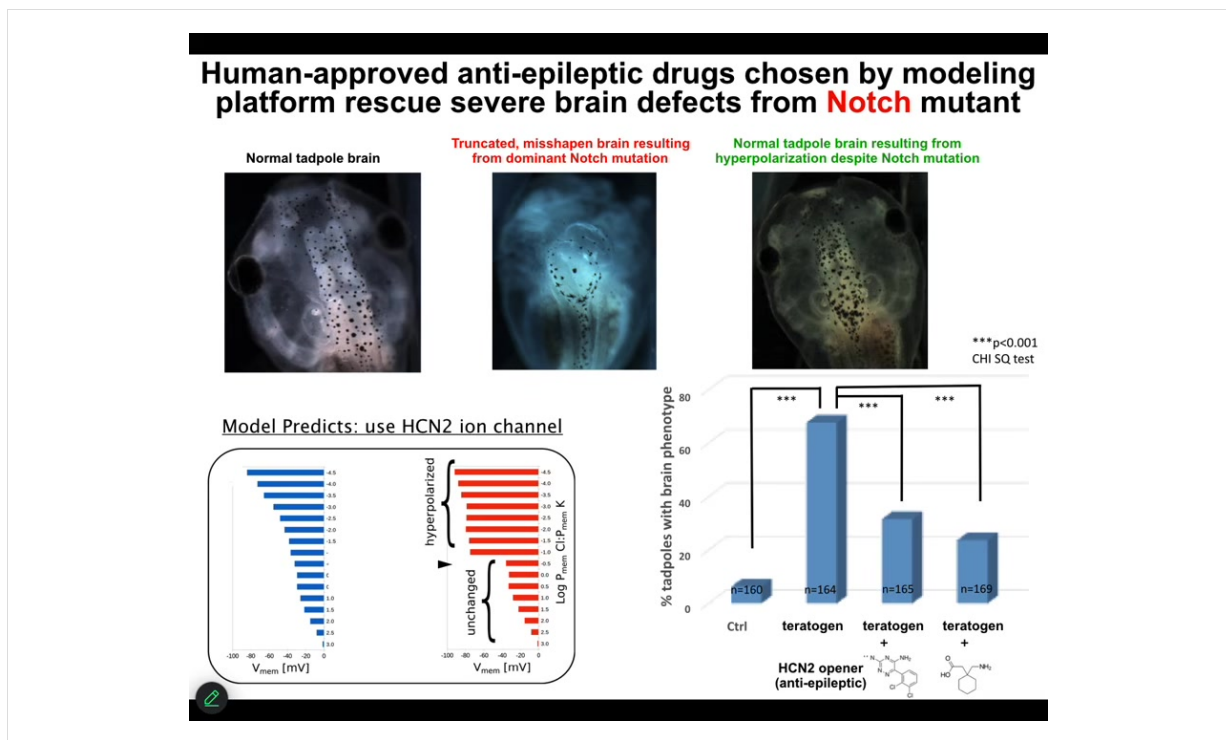 Human-approved anti-epileptic drugs chosen by modeling
platform rescue severe brain defects from Notch mutant
Normal tadpole brain
Truncated, misshapen brain resulting
from dominant Notch mutation
Normal tadpole brain resulting from
hyperpolarization despite Notch mutation
Model Predicts: use HCN2 ion channel
-4.5
-4.0
-3.5
-3.0
-2.5
-2.0
-1.5
1.0
1.5
2.0
2.5
3.0
-100 -80 -60 -40 -20 0
Vmem [mV]
hyperpolarized
unchanged
-4.5
-4.0
-3.5
-3.0
-2.5
-2.0
-1.5
-1.0
-0.5
0.0
0.5
1.0
1.5
2.0
2.5
3.0
Log Pmem Cl:Pmem K
-100 -80 -60 -40 -20 0
Vmem [mV]
***p<0.001
CHI SQ test
% tadpoles with brain phenotype
80
60
40
20
0
*** *** ***
n=160 n=164 n=165 n=169
Ctrl teratogen teratogen teratogen
+ +
HCN2 opener
(anti-epileptic)
N NH2
N N
N
Cl
Cl
O
HO
NH2